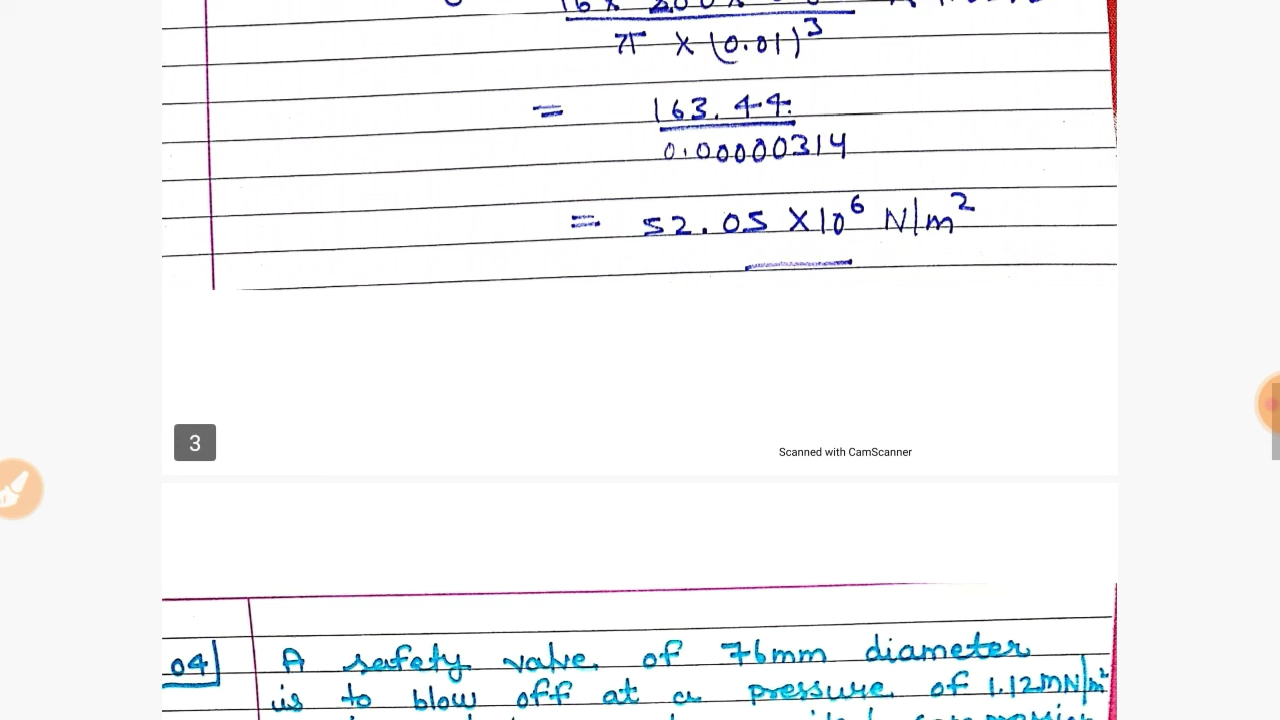 π × (0.01)³
= 163.44
0.00000314
= 52.05 × 10⁶ N/m²
3
Scanned with CamScanner
04 A safety valve of 76mm diameter
is to blow off at a pressure of 1.12MN/m²